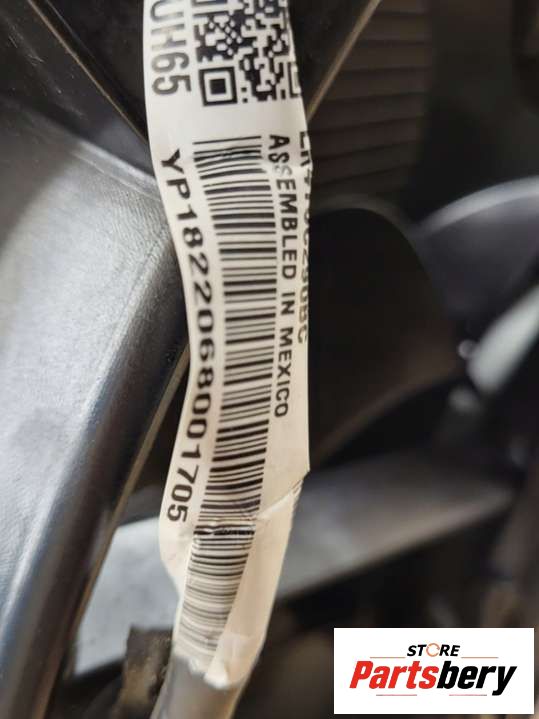 UH65
ASSEMBLED IN MEXICO
YP18220680001705
STORE
Partsbery